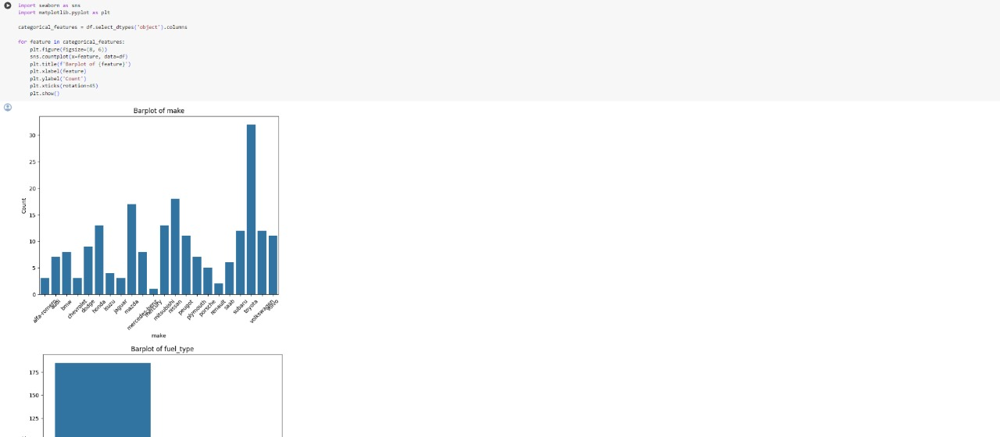 import seaborn as sns
import matplotlib.pyplot as plt
categorical_features = df.select_dtypes('object').columns
for feature in categorical_features:
plt.figure(figsize=(8, 6))
sns.countplot(x=feature, data=df)
plt.title(f'Barplot of {feature}')
plt.xlabel(feature)
plt.ylabel('Count')
plt.xticks(rotation=45)
plt.show()
Barplot of make
Count
30
25
20
15
10
5
0
alfa-romero
audi
bmw
chevrolet
dodge
honda
isuzu
jaguar
mazda
mercedes-benz
mercury
mitsubishi
nissan
peugot
plymouth
porsche
renault
saab
subaru
toyota
volkswagen
volvo
make
Barplot of fuel_type
175
150
125